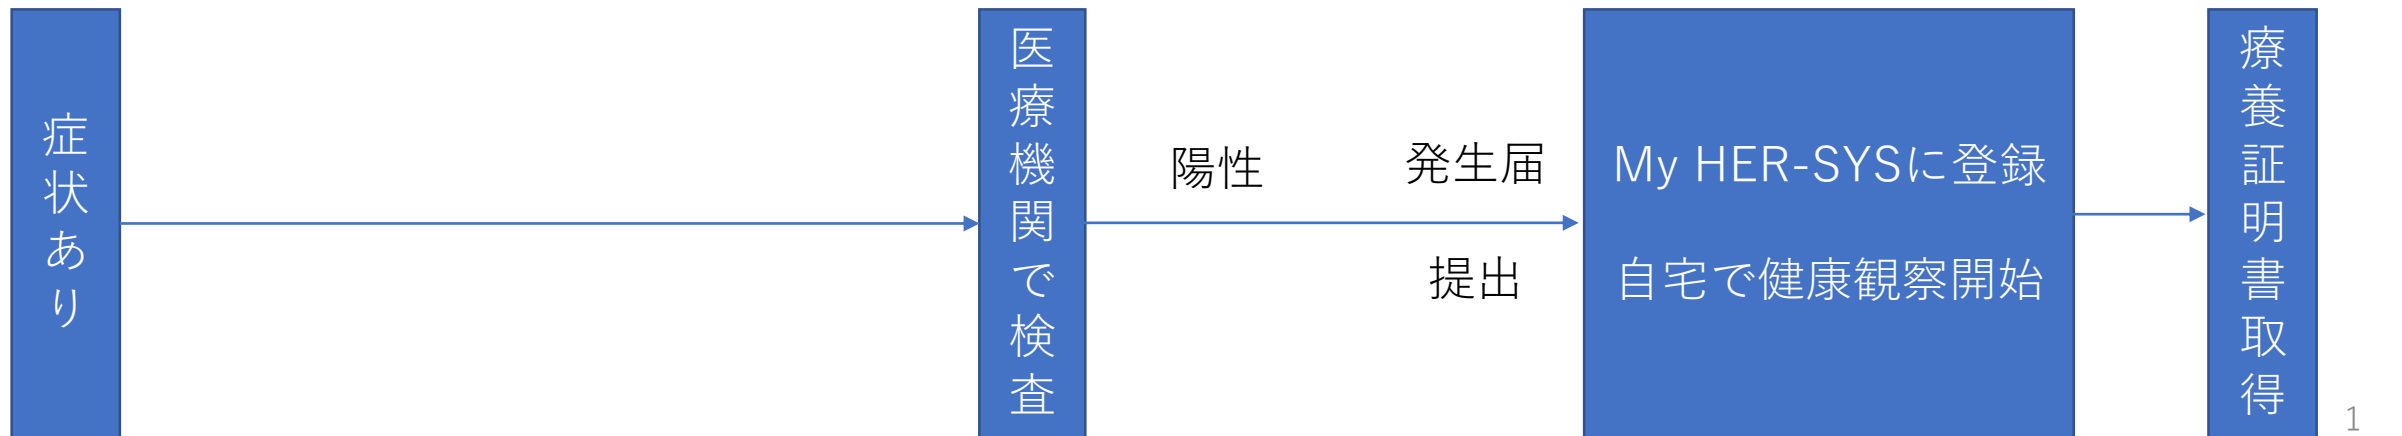 症状あり
医療機関で検査
陽性
発生届
提出
My HER-SYSに登録
自宅で健康観察開始
療養証明書取得
1